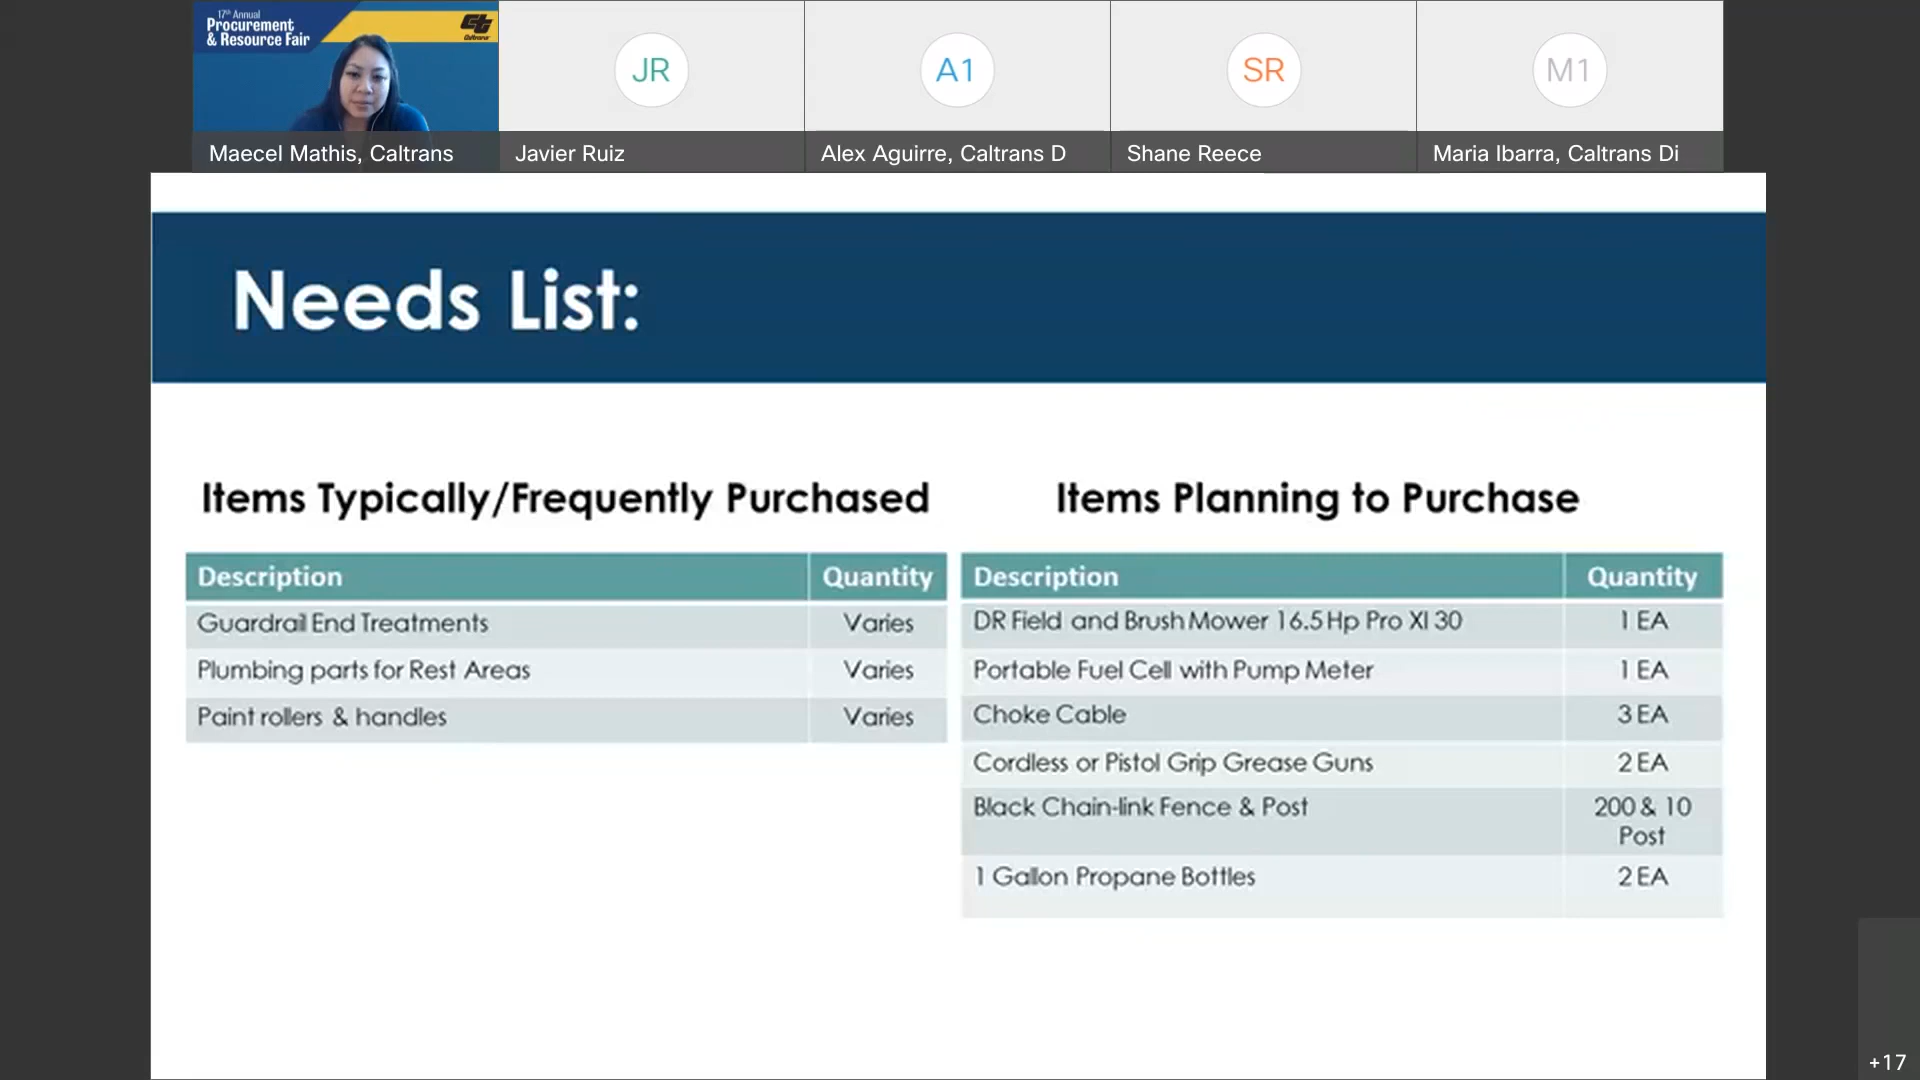 17th Annual
Procurement
& Resource Fair
Caltrans
JR
A1
SR
M1
Maecel Mathis, Caltrans
Javier Ruiz
Alex Aguirre, Caltrans D
Shane Reece
Maria Ibarra, Caltrans Di
Needs List:
Items Typically/Frequently Purchased
Description Quantity
Guardrail End Treatments Varies
Plumbing parts for Rest Areas Varies
Paint rollers & handles Varies
Items Planning to Purchase
Description Quantity
DR Field and Brush Mower 16.5 Hp Pro Xl 30 1 EA
Portable Fuel Cell with Pump Meter 1 EA
Choke Cable 3 EA
Cordless or Pistol Grip Grease Guns 2 EA
Black Chain-link Fence & Post 200 & 10
Post
1 Gallon Propane Bottles 2 EA
+17